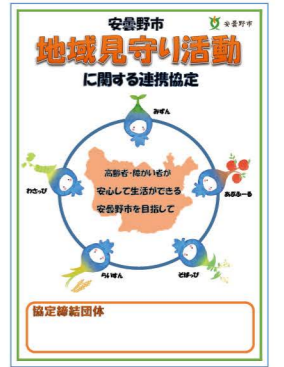 安曇野市
安曇野市
地域見守り活動
に関する連携協定
みずん
高齢者・障がい者が
安心して生活ができる
安曇野市を目指して
わさっぴ
あぷる～る
らいすん
そばっぴ
協定締結団体